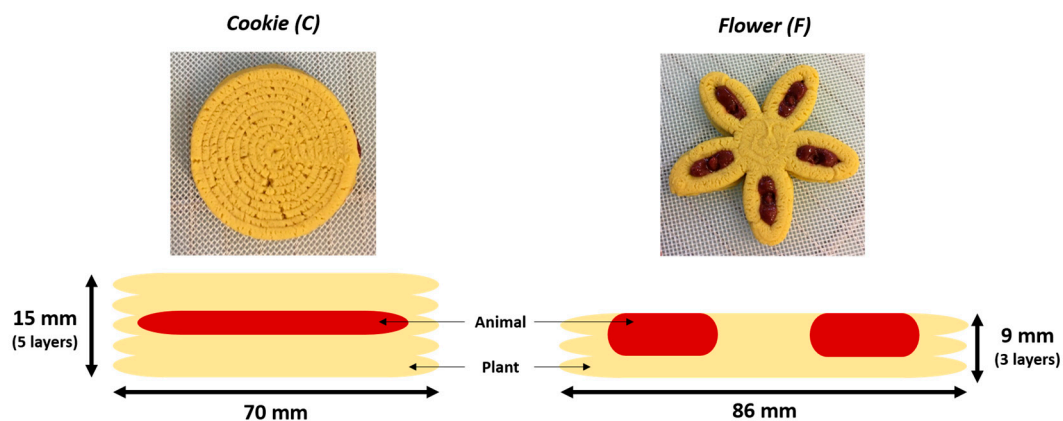 Cookie (C)
Flower (F)
15 mm
(5 layers)
Animal
Plant
9 mm
(3 layers)
70 mm
86 mm